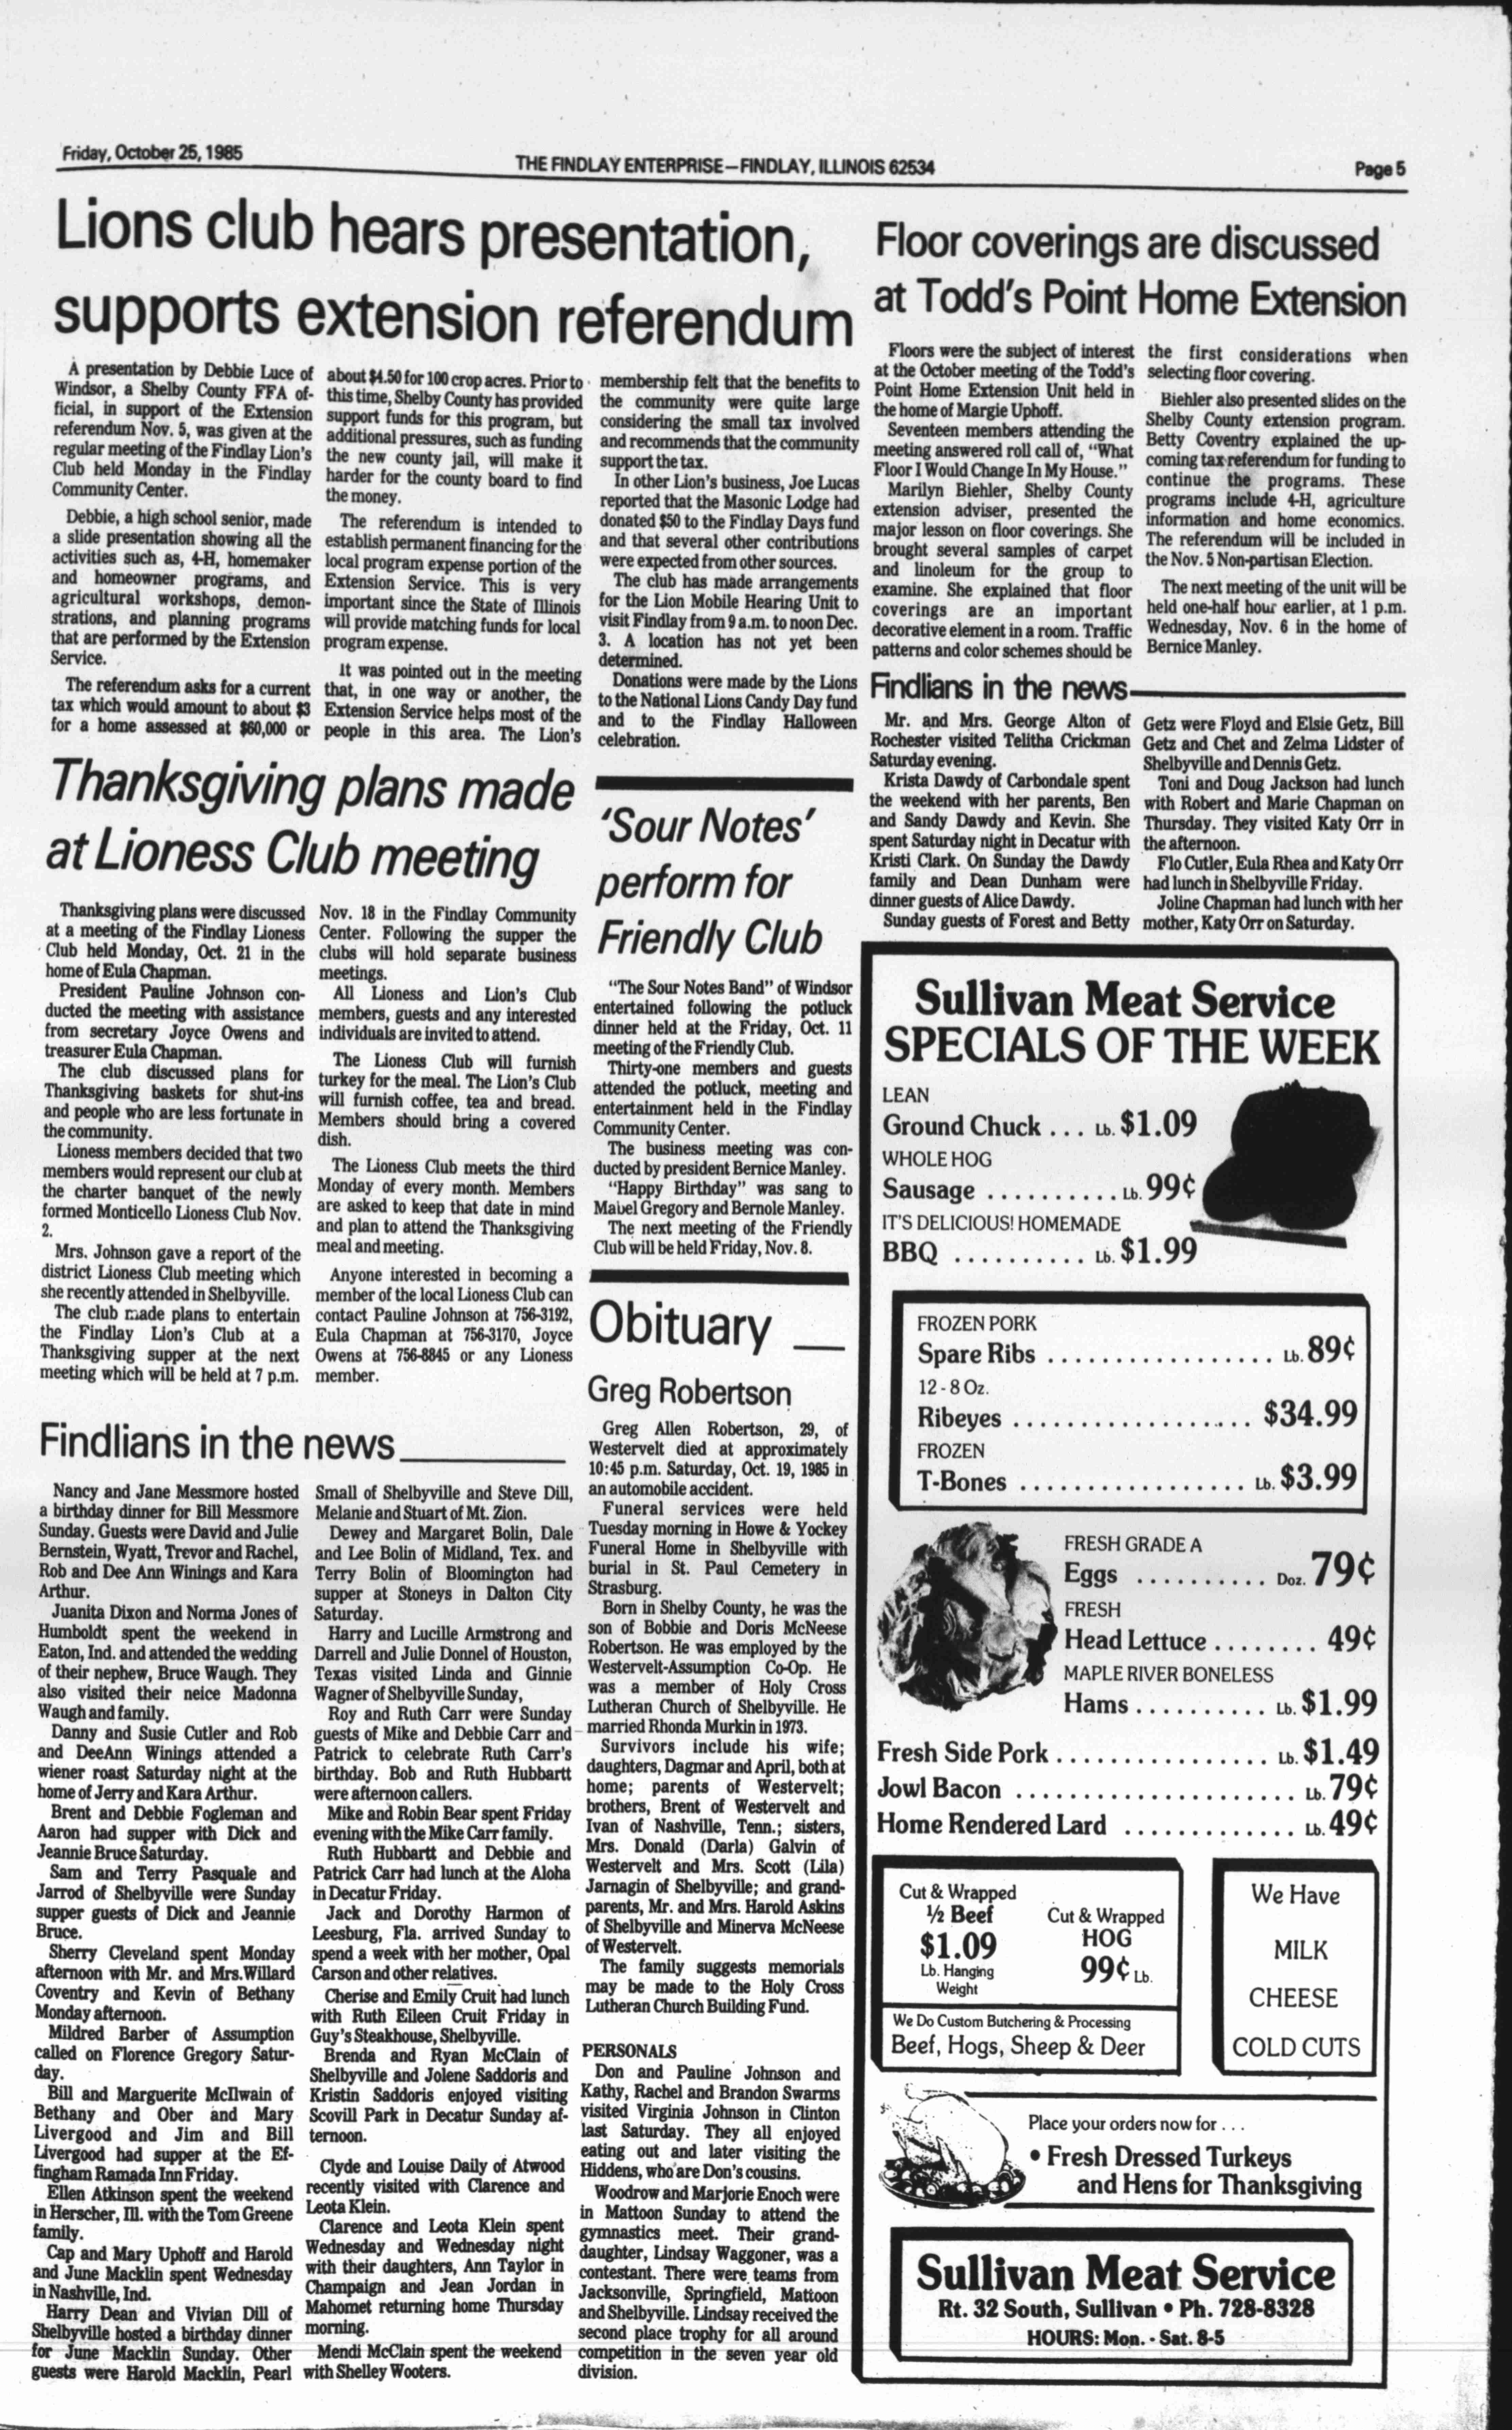 Friday, October 25, 1985
THE FINDLAY ENTERPRISE—FINDLAY, ILLINOIS 62534
Page 5
Lions club hears presentation,
supports extension referendum
A presentation by Debbie Luce of
Windsor, a Shelby County FFA of-
ficial, in support of the Extension
referendum Nov. 5, was given at the
regular meeting of the Findlay Lion's
Club held Monday in the Findlay
Community Center.
Debbie, a high school senior, made
a slide presentation showing all the
activities such as, 4-H, homemaker
and homeowner programs, and
agricultural workshops, demon-
strations, and planning programs
that are performed by the Extension
Service.
The referendum asks for a current
tax which would amount to about $3
for a home assessed at $60,000 or
about $4.50 for 100 crop acres. Prior to
this time, Shelby County has provided
support funds for this program, but
additional pressures, such as funding
the new county jail, will make it
harder for the county board to find
the money.
The referendum is intended to
establish permanent financing for the
local program expense portion of the
Extension Service. This is very
important since the State of Illinois
will provide matching funds for local
program expense.
It was pointed out in the meeting
that, in one way or another, the
Extension Service helps most of the
people in this area. The Lion's
membership felt that the benefits to
the community were quite large
considering the small tax involved
and recommends that the community
support the tax.
In other Lion's business, Joe Lucas
reported that the Masonic Lodge had
donated $50 to the Findlay Days fund
and that several other contributions
were expected from other sources.
The club has made arrangements
for the Lion Mobile Hearing Unit to
visit Findlay from 9 a.m. to noon Dec.
3. A location has not yet been
determined.
Donations were made by the Lions
to the National Lions Candy Day fund
and to the Findlay Halloween
celebration.
Floor coverings are discussed
at Todd's Point Home Extension
Floors were the subject of interest
at the October meeting of the Todd's
Point Home Extension Unit held in
the home of Margie Uphoff.
Seventeen members attending the
meeting answered roll call of, "What
Floor I Would Change In My House."
Marilyn Biehler, Shelby County
extension adviser, presented the
major lesson on floor coverings. She
brought several samples of carpet
and linoleum for the group to
examine. She explained that floor
coverings are an important
decorative element in a room. Traffic
patterns and color schemes should be
the first considerations when
selecting floor covering.
Biehler also presented slides on the
Shelby County extension program.
Betty Coventry explained the up-
coming tax referendum for funding to
continue the programs. These
programs include 4-H, agriculture
information and home economics.
The referendum will be included in
the Nov. 5 Non-partisan Election.
The next meeting of the unit will be
held one-half hour earlier, at 1 p.m.
Wednesday, Nov. 6 in the home of
Bernice Manley.
Findlians in the news
Mr. and Mrs. George Alton of
Rochester visited Telitha Crickman
Saturday evening.
Krista Dawdy of Carbondale spent
the weekend with her parents, Ben
and Sandy Dawdy and Kevin. She
spent Saturday night in Decatur with
Kristi Clark. On Sunday the Dawdy
family and Dean Dunham were
dinner guests of Alice Dawdy.
Sunday guests of Forest and Betty
Getz were Floyd and Elsie Getz, Bill
Getz and Chet and Zelma Lidster of
Shelbyville and Dennis Getz.
Toni and Doug Jackson had lunch
with Robert and Marie Chapman on
Thursday. They visited Katy Orr in
the afternoon.
Flo Cutler, Eula Rhea and Katy Orr
had lunch in Shelbyville Friday.
Joline Chapman had lunch with her
mother, Katy Orr on Saturday.
Thanksgiving plans made
at Lioness Club meeting
Thanksgiving plans were discussed
at a meeting of the Findlay Lioness
Club held Monday, Oct. 21 in the
home of Eula Chapman.
President Pauline Johnson con-
ducted the meeting with assistance
from secretary Joyce Owens and
treasurer Eula Chapman.
The club discussed plans for
Thanksgiving baskets for shut-ins
and people who are less fortunate in
the community.
Lioness members decided that two
members would represent our club at
the charter banquet of the newly
formed Monticello Lioness Club Nov.
2.
Mrs. Johnson gave a report of the
district Lioness Club meeting which
she recently attended in Shelbyville.
The club made plans to entertain
the Findlay Lion's Club at a
Thanksgiving supper at the next
meeting which will be held at 7 p.m.
Nov. 18 in the Findlay Community
Center. Following the supper the
clubs will hold separate business
meetings.
All Lioness and Lion's Club
members, guests and any interested
individuals are invited to attend.
The Lioness Club will furnish
turkey for the meal. The Lion's Club
will furnish coffee, tea and bread.
Members should bring a covered
dish.
The Lioness Club meets the third
Monday of every month. Members
are asked to keep that date in mind
and plan to attend the Thanksgiving
meal and meeting.
Anyone interested in becoming a
member of the local Lioness Club can
contact Pauline Johnson at 756-3192,
Eula Chapman at 756-3170, Joyce
Owens at 756-8845 or any Lioness
member.
'Sour Notes'
perform for
Friendly Club
"The Sour Notes Band" of Windsor
entertained following the potluck
dinner held at the Friday, Oct. 11
meeting of the Friendly Club.
Thirty-one members and guests
attended the potluck, meeting and
entertainment held in the Findlay
Community Center.
The business meeting was con-
ducted by president Bernice Manley.
"Happy Birthday" was sang to
Mabel Gregory and Bernole Manley.
The next meeting of the Friendly
Club will be held Friday, Nov. 8.
Obituary
Greg Robertson
Greg Allen Robertson, 29, of
Westervelt died at approximately
10:45 p.m. Saturday, Oct. 19, 1985 in
an automobile accident.
Funeral services were held
Tuesday morning in Howe & Yockey
Funeral Home in Shelbyville with
burial in St. Paul Cemetery in
Strasburg.
Born in Shelby County, he was the
son of Bobbie and Doris McNeese
Robertson. He was employed by the
Westervelt-Assumption Co-Op. He
was a member of Holy Cross
Lutheran Church of Shelbyville. He
married Rhonda Murkin in 1973.
Survivors include his wife;
daughters, Dagmar and April, both at
home; parents of Westervelt;
brothers, Brent of Westervelt and
Ivan of Nashville, Tenn.; sisters,
Mrs. Donald (Darla) Galvin of
Westervelt and Mrs. Scott (Lila)
Jarnagin of Shelbyville; and grand-
parents, Mr. and Mrs. Harold Askins
of Shelbyville and Minerva McNeese
of Westervelt.
The family suggests memorials
may be made to the Holy Cross
Lutheran Church Building Fund.
PERSONALS
Don and Pauline Johnson and
Kathy, Rachel and Brandon Swarms
visited Virginia Johnson in Clinton
last Saturday. They all enjoyed
eating out and later visiting the
Hiddens, who are Don's cousins.
Woodrow and Marjorie Enoch were
in Mattoon Sunday to attend the
gymnastics meet. Their grand-
daughter, Lindsay Waggoner, was a
contestant. There were teams from
Jacksonville, Springfield, Mattoon
and Shelbyville. Lindsay received the
second place trophy for all around
competition in the seven year old
division.
Findlians in the news
Nancy and Jane Messmore hosted
a birthday dinner for Bill Messmore
Sunday. Guests were David and Julie
Bernstein, Wyatt, Trevor and Rachel,
Rob and Dee Ann Winings and Kara
Arthur.
Juanita Dixon and Norma Jones of
Humboldt spent the weekend in
Eaton, Ind. and attended the wedding
of their nephew, Bruce Waugh. They
also visited their neice Madonna
Waugh and family.
Danny and Susie Cutler and Rob
and DeeAnn Winings attended a
wiener roast Saturday night at the
home of Jerry and Kara Arthur.
Brent and Debbie Fogleman and
Aaron had supper with Dick and
Jeannie Bruce Saturday.
Sam and Terry Pasquale and
Jarrod of Shelbyville were Sunday
supper guests of Dick and Jeannie
Bruce.
Sherry Cleveland spent Monday
afternoon with Mr. and Mrs.Willard
Coventry and Kevin of Bethany
Monday afternoon.
Mildred Barber of Assumption
called on Florence Gregory Satur-
day.
Bill and Marguerite McIlwain of
Bethany and Ober and Mary
Livergood and Jim and Bill
Livergood had supper at the Ef-
fingham Ramada Inn Friday.
Ellen Atkinson spent the weekend
in Herscher, Ill. with the Tom Greene
family.
Cap and Mary Uphoff and Harold
and June Macklin spent Wednesday
in Nashville, Ind.
Harry Dean and Vivian Dill of
Shelbyville hosted a birthday dinner
for June Macklin Sunday. Other
guests were Harold Macklin, Pearl
Small of Shelbyville and Steve Dill,
Melanie and Stuart of Mt. Zion.
Dewey and Margaret Bolin, Dale
and Lee Bolin of Midland, Tex. and
Terry Bolin of Bloomington had
supper at Stoneys in Dalton City
Saturday.
Harry and Lucille Armstrong and
Darrell and Julie Donnel of Houston,
Texas visited Linda and Ginnie
Wagner of Shelbyville Sunday,
Roy and Ruth Carr were Sunday
guests of Mike and Debbie Carr and
Patrick to celebrate Ruth Carr's
birthday. Bob and Ruth Hubbartt
were afternoon callers.
Mike and Robin Bear spent Friday
evening with the Mike Carr family.
Ruth Hubbartt and Debbie and
Patrick Carr had lunch at the Aloha
in Decatur Friday.
Jack and Dorothy Harmon of
Leesburg, Fla. arrived Sunday to
spend a week with her mother, Opal
Carson and other relatives.
Cherise and Emily Cruit had lunch
with Ruth Eileen Cruit Friday in
Guy's Steakhouse, Shelbyville.
Brenda and Ryan McClain of
Shelbyville and Jolene Saddoris and
Kristin Saddoris enjoyed visiting
Scovill Park in Decatur Sunday af-
ternoon.
Clyde and Louise Daily of Atwood
recently visited with Clarence and
Leota Klein.
Clarence and Leota Klein spent
Wednesday and Wednesday night
with their daughters, Ann Taylor in
Champaign and Jean Jordan in
Mahomet returning home Thursday
morning.
Mendi McClain spent the weekend
with Shelley Wooters.
Sullivan Meat Service
SPECIALS OF THE WEEK
LEAN
Ground Chuck . . . Lb. $1.09
WHOLE HOG
Sausage . . . . . . . . . . Lb. 99¢
IT'S DELICIOUS! HOMEMADE
BBQ . . . . . . . . . . Lb. $1.99
FROZEN PORK
Spare Ribs . . . . . . . . . . . . . . . . . Lb. 89¢
12 - 8 Oz.
Ribeyes . . . . . . . . . . . . . . . . . . $34.99
FROZEN
T-Bones . . . . . . . . . . . . . . . . . Lb. $3.99
FRESH GRADE A
Eggs . . . . . . . . . . Doz. 79¢
FRESH
Head Lettuce . . . . . . . . 49¢
MAPLE RIVER BONELESS
Hams . . . . . . . . . . Lb. $1.99
Fresh Side Pork . . . . . . . . . . . . . . . . Lb. $1.49
Jowl Bacon . . . . . . . . . . . . . . . . . . . . . Lb. 79¢
Home Rendered Lard . . . . . . . . . . . . . Lb. 49¢
Cut & Wrapped
½ Beef
$1.09
Lb. Hanging
Weight
Cut & Wrapped
HOG
99¢ Lb.
We Do Custom Butchering & Processing
Beef, Hogs, Sheep & Deer
We Have
MILK
CHEESE
COLD CUTS
Place your orders now for . . .
• Fresh Dressed Turkeys
and Hens for Thanksgiving
Sullivan Meat Service
Rt. 32 South, Sullivan • Ph. 728-8328
HOURS: Mon. - Sat. 8-5